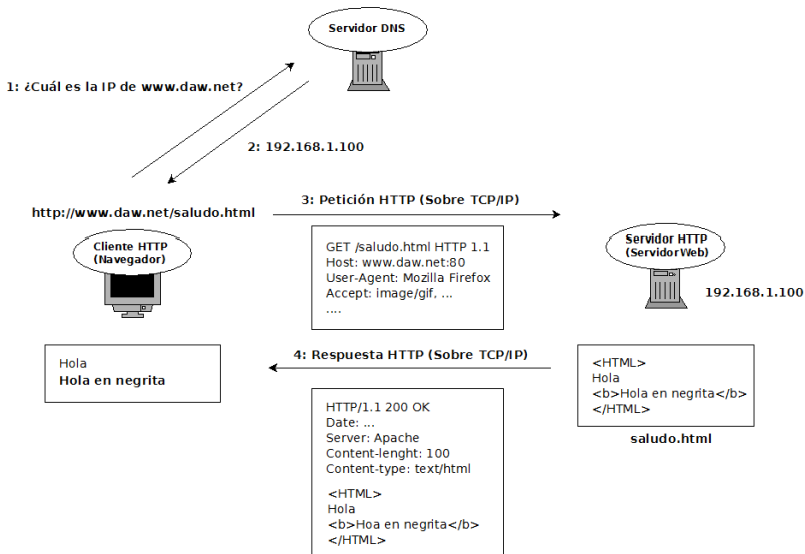 Servidor DNS
1: ¿Cuál es la IP de www.daw.net?
2: 192.168.1.100
http://www.daw.net/saludo.html
3: Petición HTTP (Sobre TCP/IP)
Cliente HTTP
(Navegador)
GET /saludo.html HTTP 1.1
Host: www.daw.net:80
User-Agent: Mozilla Firefox
Accept: image/gif, ...
....
Servidor HTTP
(ServidorWeb)
192.168.1.100
Hola
Hola en negrita
4: Respuesta HTTP (Sobre TCP/IP)
<HTML>
Hola
<b>Hola en negrita</b>
</HTML>
saludo.html
HTTP/1.1 200 OK
Date: ...
Server: Apache
Content-lenght: 100
Content-type: text/html
<HTML>
Hola
<b>Hoa en negrita</b>
</HTML>